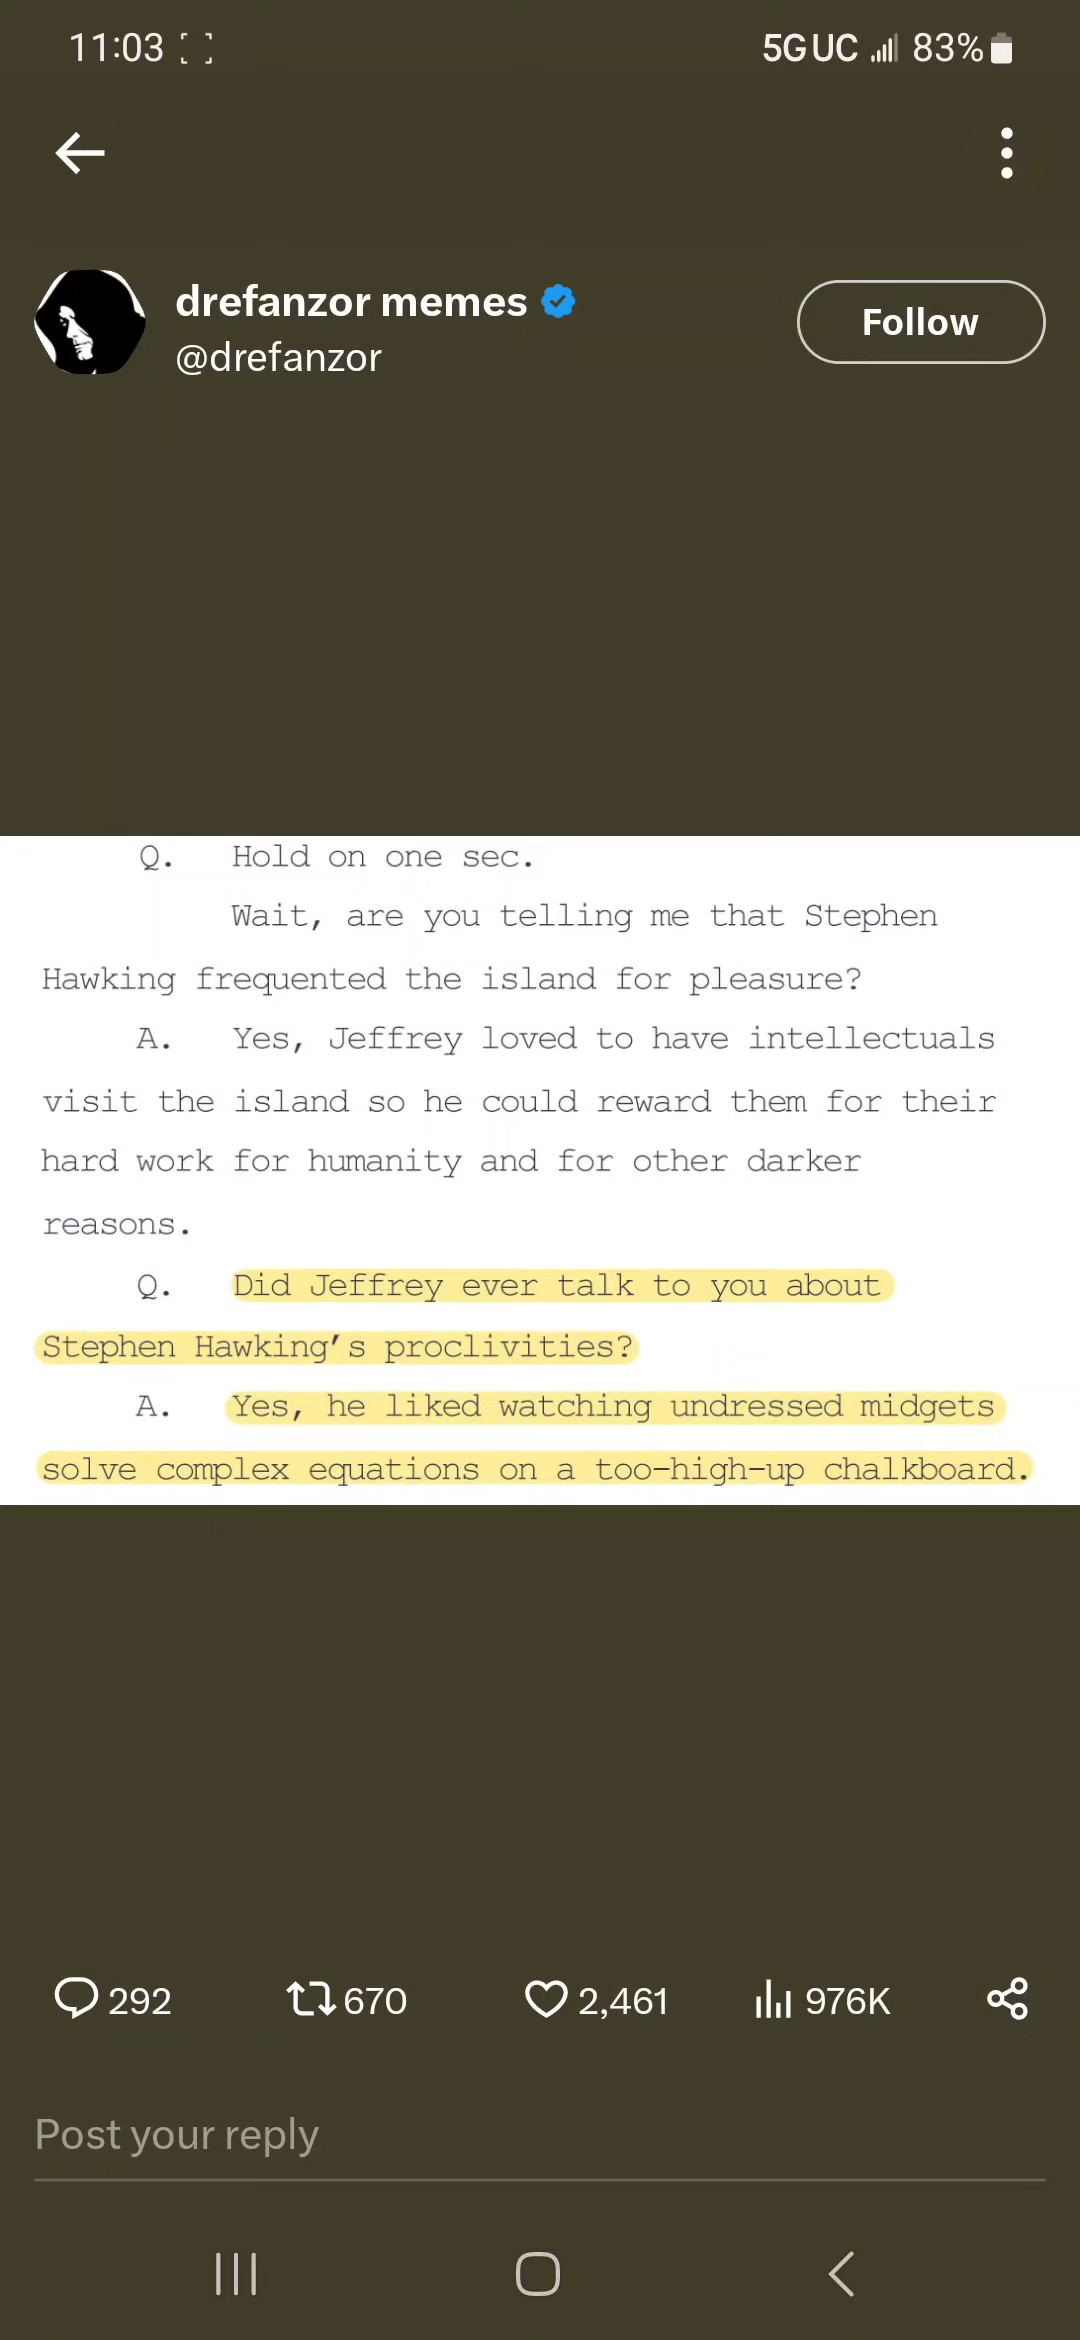 11:03
5G UC 83%
drefanzor memes
@drefanzor
Follow
Q. Hold on one sec.
Wait, are you telling me that Stephen
Hawking frequented the island for pleasure?
A. Yes, Jeffrey loved to have intellectuals
visit the island so he could reward them for their
hard work for humanity and for other darker
reasons.
Q. Did Jeffrey ever talk to you about
Stephen Hawking's proclivities?
A. Yes, he liked watching undressed midgets
solve complex equations on a too-high-up chalkboard.
292 670 2,461 976K
Post your reply